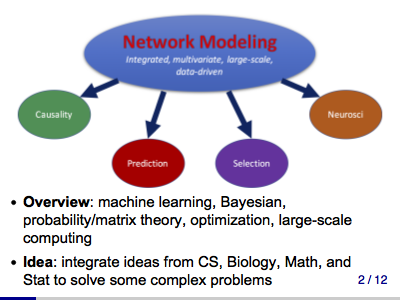 Network Modeling
Integrated, multivariate, large-scale,
data-driven
Causality
Neurosci
Prediction
Selection
• Overview: machine learning, Bayesian,
probability/matrix theory, optimization, large-scale
computing
• Idea: integrate ideas from CS, Biology, Math, and
Stat to solve some complex problems
2 / 12